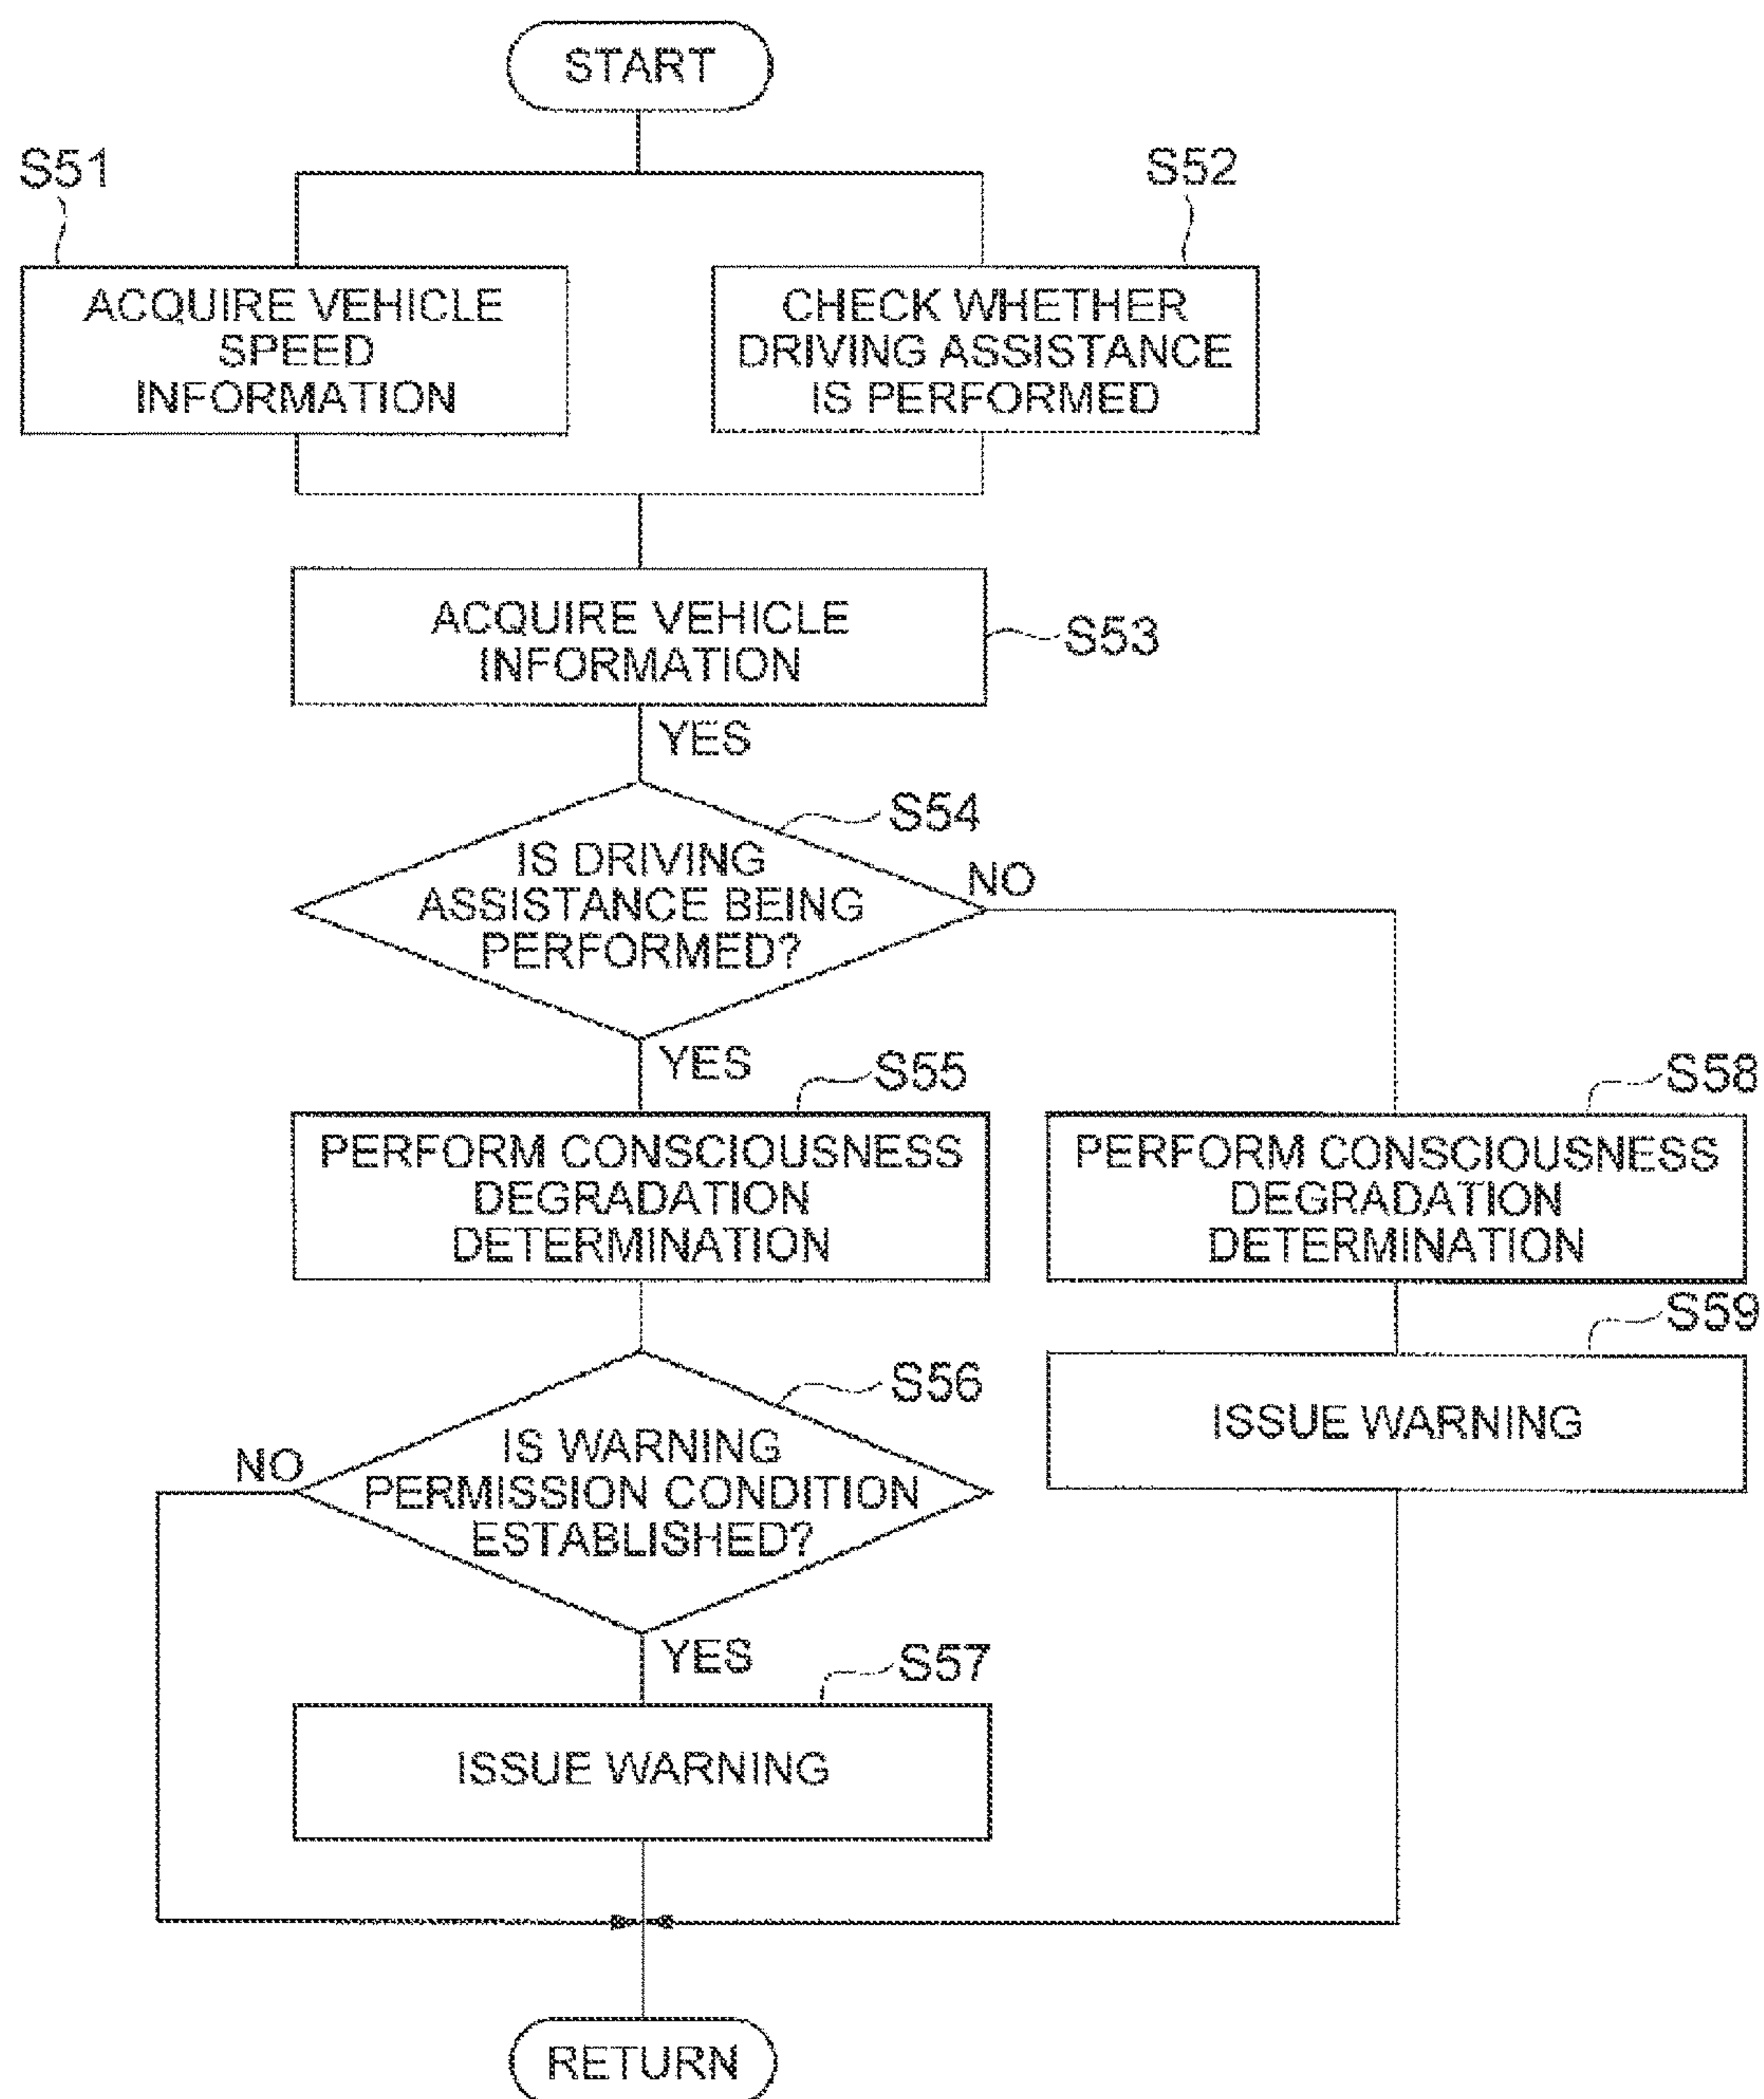 START
S51
S52
ACQUIRE VEHICLE
SPEED
INFORMATION
CHECK WHETHER
DRIVING ASSISTANCE
IS PERFORMED
ACQUIRE VEHICLE
INFORMATION
S53
YES
S54
IS DRIVING
ASSISTANCE BEING
PERFORMED?
NO
YES
S55
S58
PERFORM CONSCIOUSNESS
DEGRADATION
DETERMINATION
PERFORM CONSCIOUSNESS
DEGRADATION
DETERMINATION
S59
S56
ISSUE WARNING
IS WARNING
PERMISSION CONDITION
ESTABLISHED?
NO
YES
S57
ISSUE WARNING
RETURN